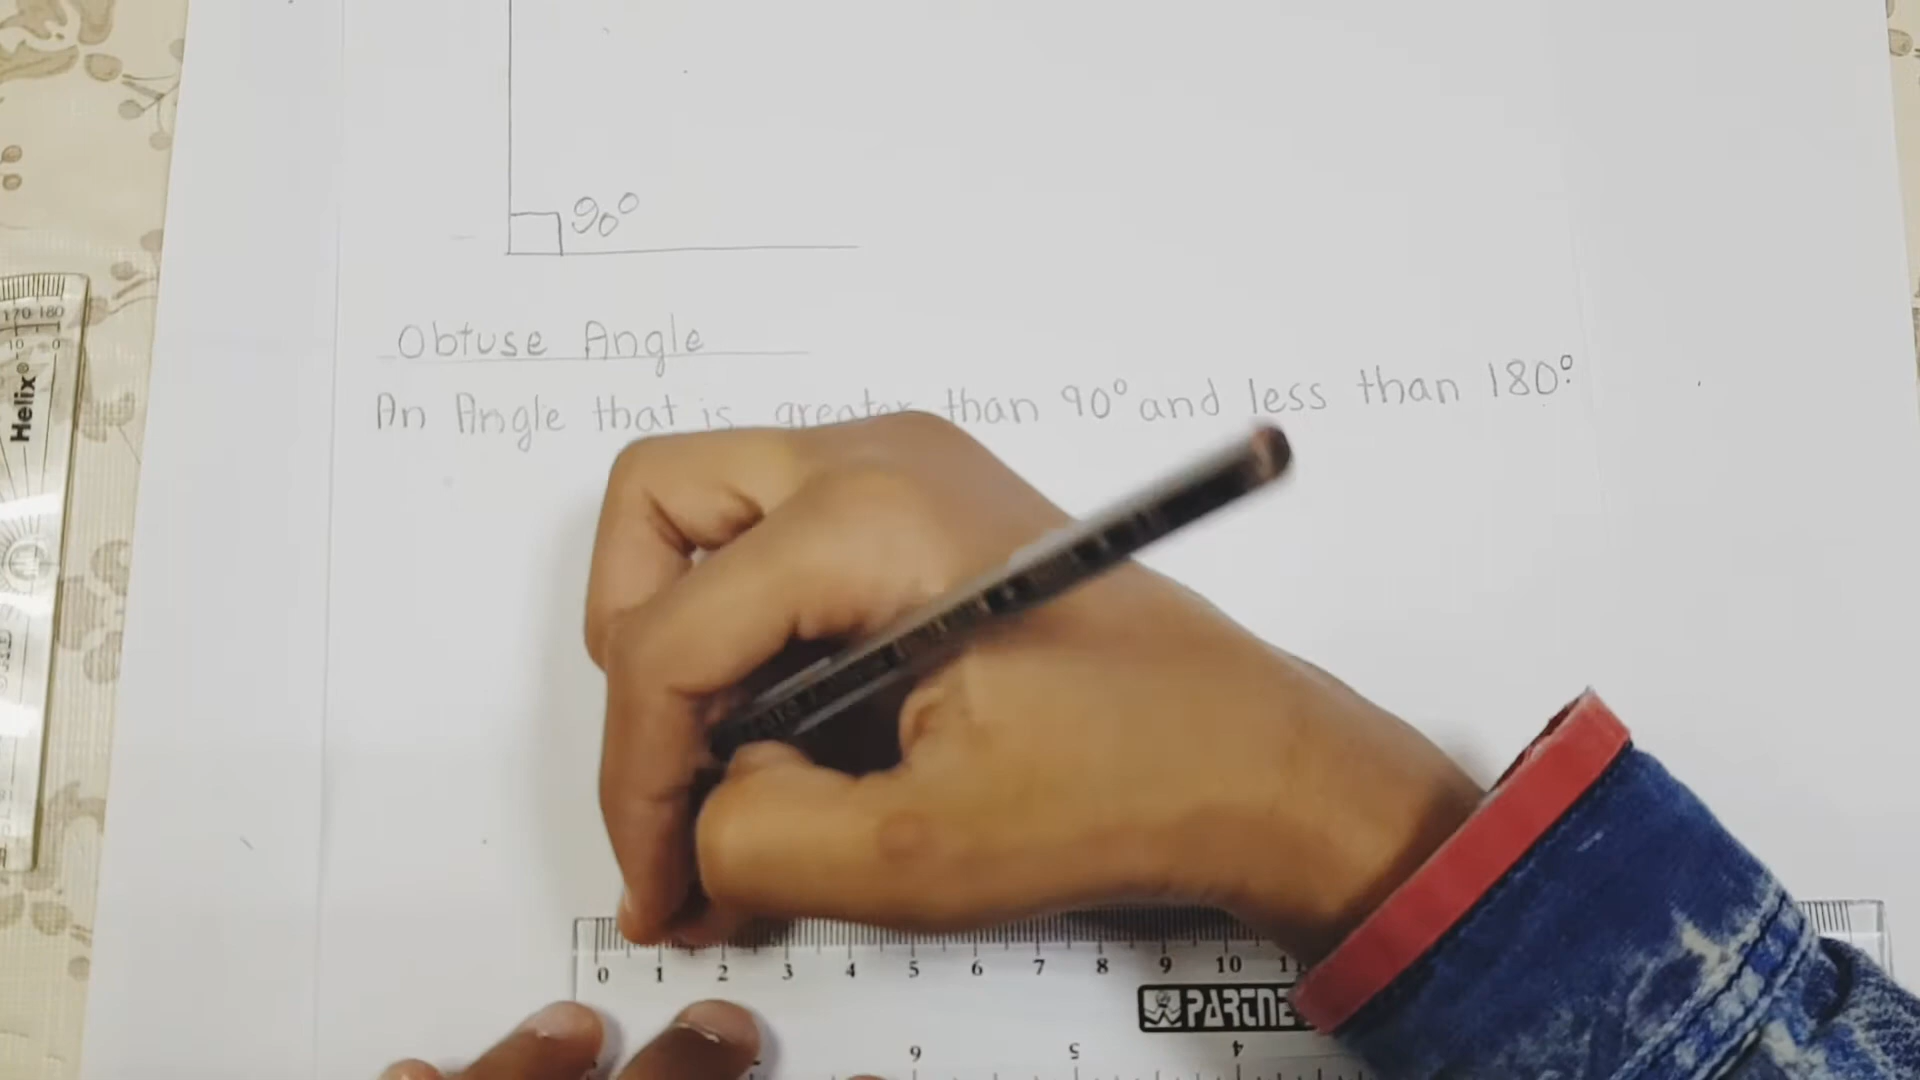 90°
Obtuse Angle
An Angle that is greater than 90° and less than 180°.
170 180
10 0
Helix®
0 1 2 3 4 5 6 7 8 9 10
PARTNE
6 5 4